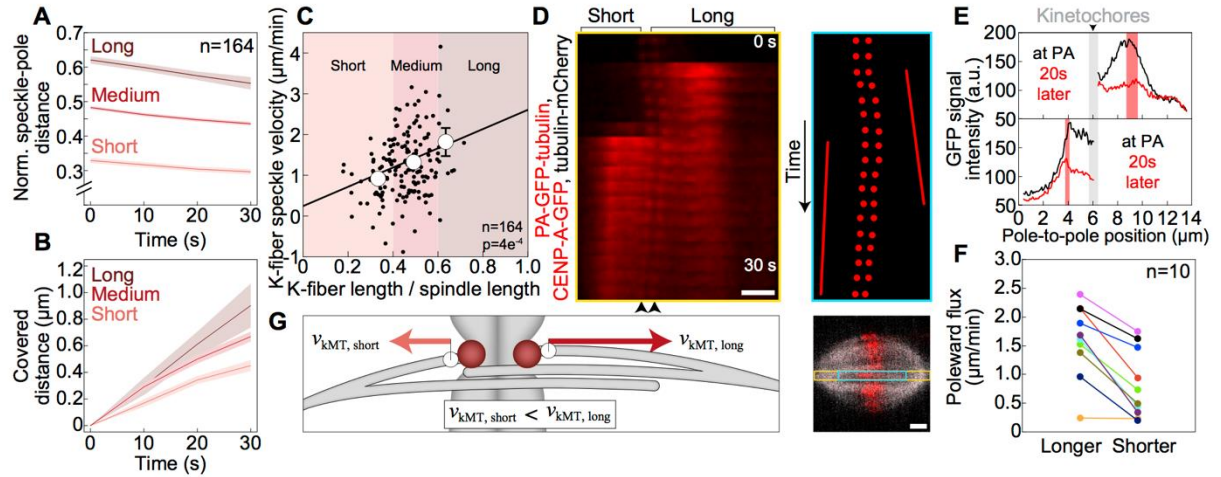 A
Norm. speckle-pole
distance
0.7
0.6
0.5
0.4
0.3
Long
n=164
Medium
Short
0 10 20 30
Time (s)
B
Covered
distance (μm)
1.2
1.0
0.8
0.6
0.4
0.2
0.0
Long
Medium
Short
0 10 20 30
Time (s)
C
K-fiber speckle velocity (μm/min)
4
3
2
1
0
-1
Short
Medium
Long
n=164
p=4e-4
0 0.2 0.4 0.6 0.8 1.0
K-fiber length / spindle length
D
Short
Long
PA-GFP-tubulin,
CENP-A-GFP, tubulin-mCherry
0 s
30 s
Time
E
Kinetochores
GFP signal
intensity (a.u.)
200
150
100
50
at PA
20s
later
150
100
50
at PA
20s
later
0 2 4 6 8 10 12 14
Pole-to-pole position (μm)
F
Poleward flux
(μm/min)
3.0
2.5
2.0
1.5
1.0
0.5
0.0
n=10
Longer
Shorter
G
vkMT, short
vkMT, long
vkMT, short < vkMT, long